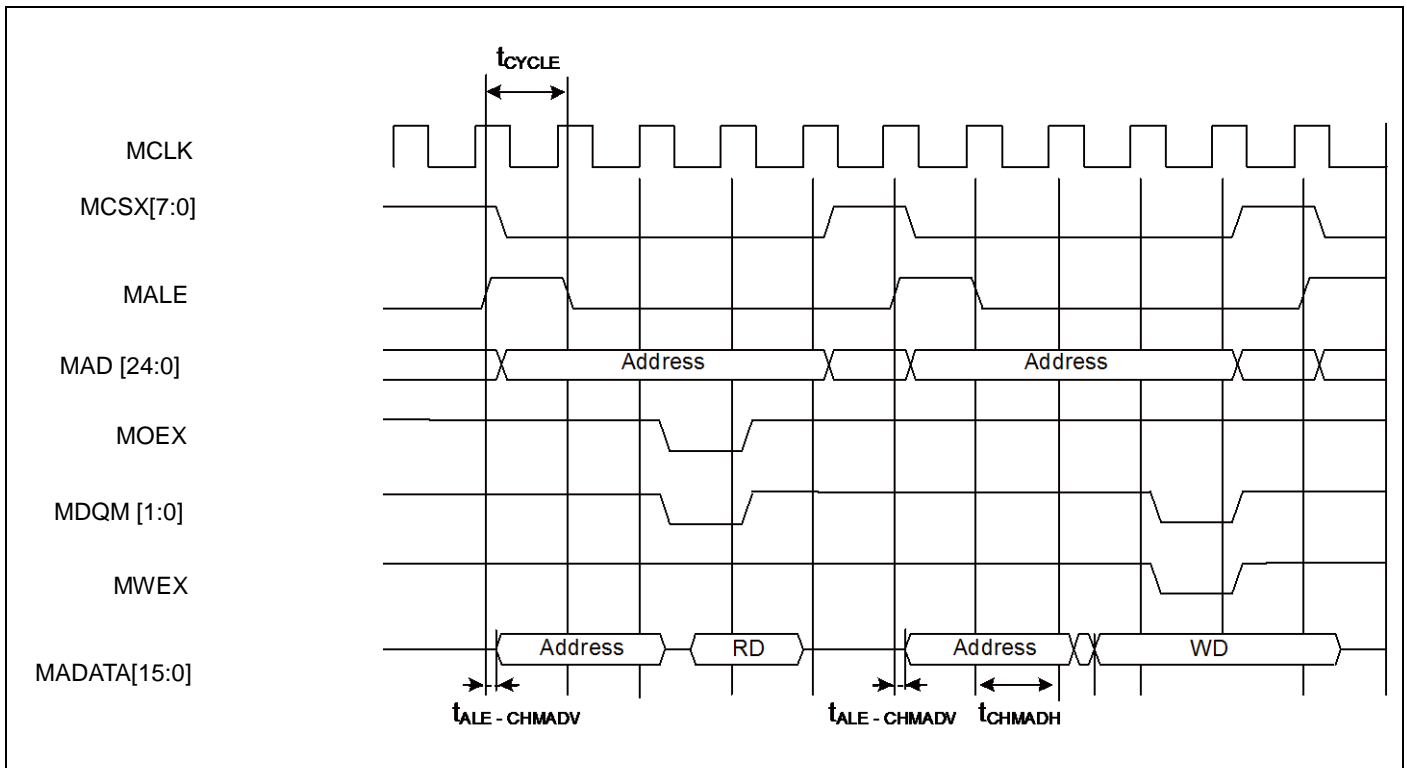 tCYCLE
MCLK
MCSX[7:0]
MALE
MAD [24:0]
Address
Address
MOEX
MDQM [1:0]
MWEX
MADATA[15:0]
Address
RD
Address
WD
tALE - CHMADV
tALE - CHMADV
tCHMADH